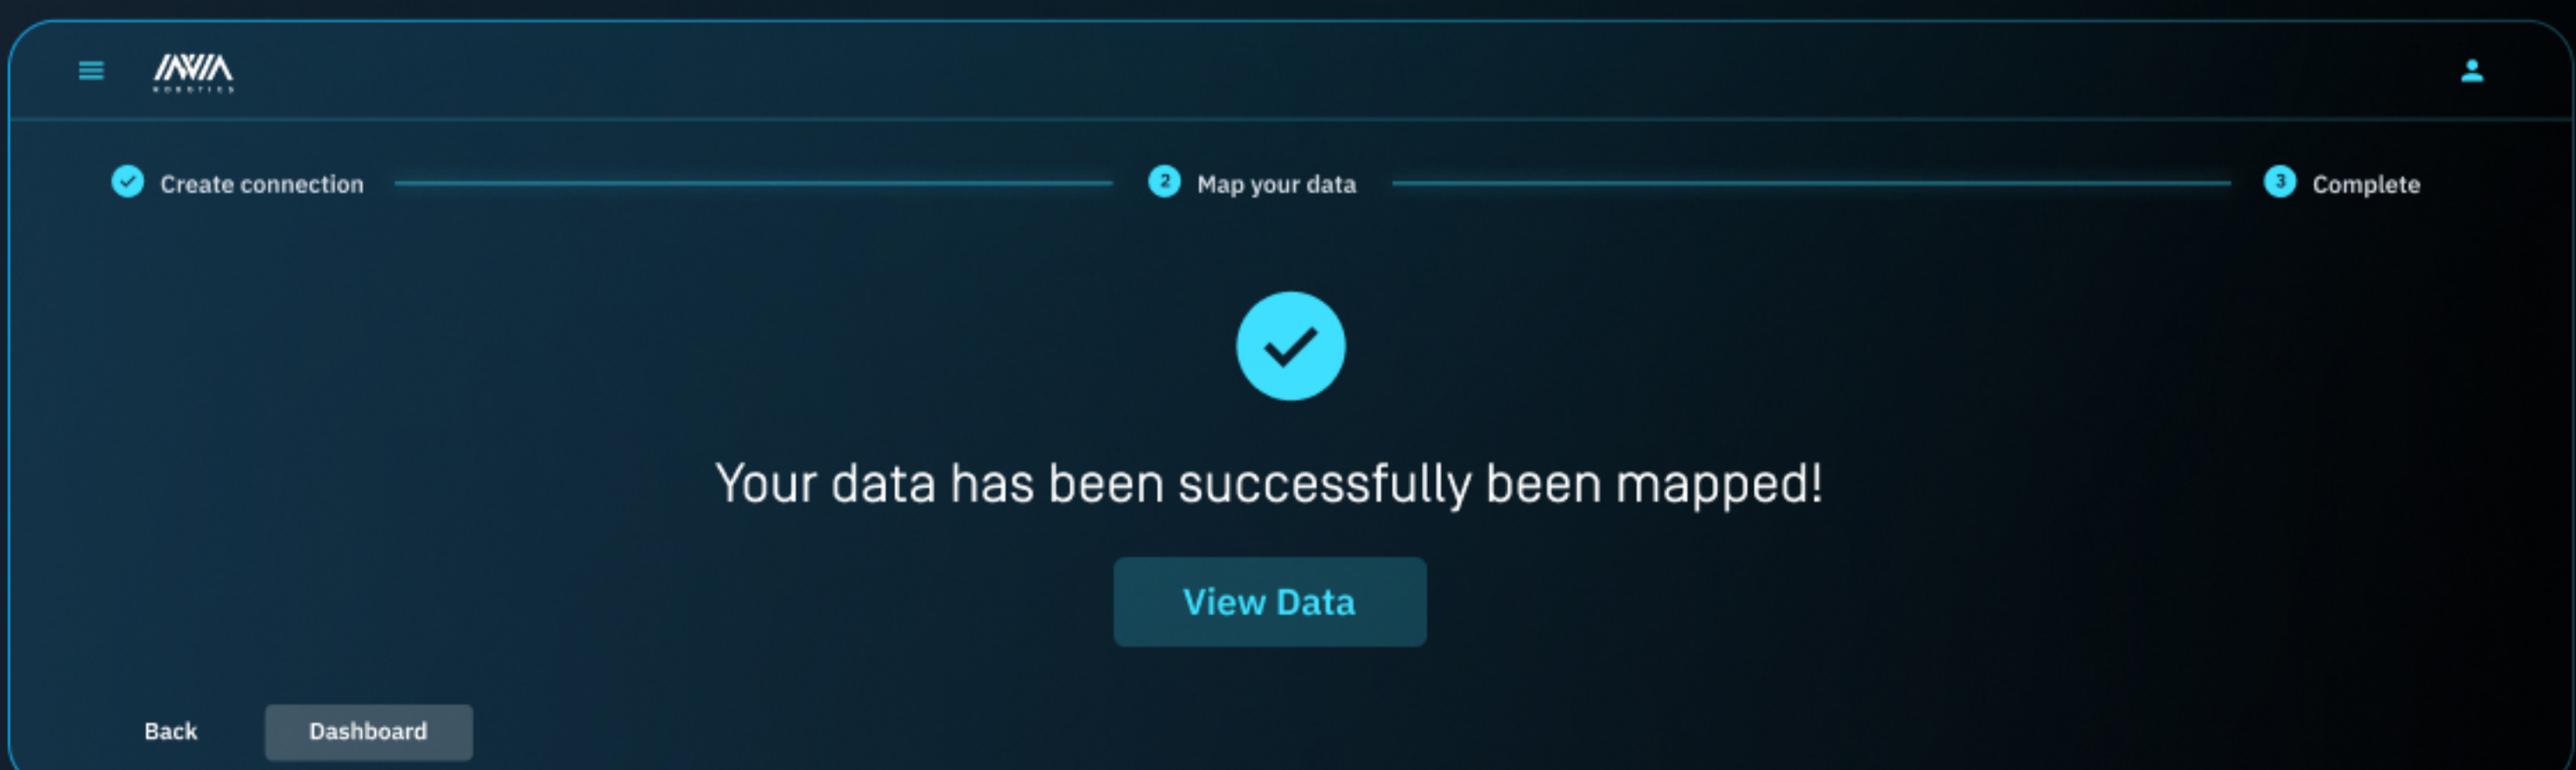 ROBOTICS
Create connection
2 Map your data
3 Complete
Your data has been successfully been mapped!
View Data
Back
Dashboard